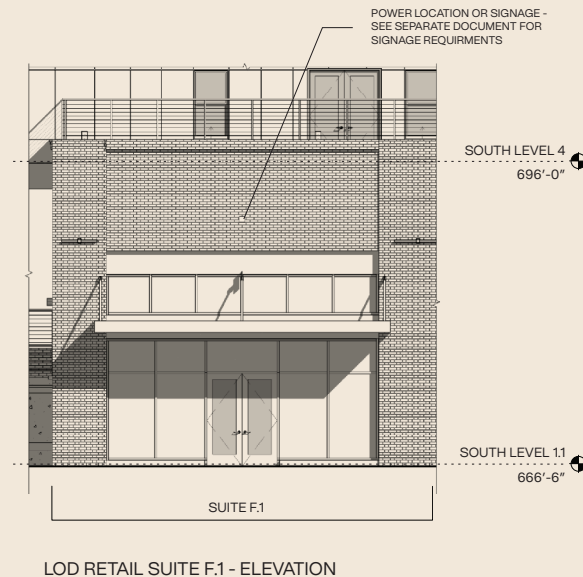 POWER LOCATION OR SIGNAGE -
SEE SEPARATE DOCUMENT FOR
SIGNAGE REQUIRMENTS
SOUTH LEVEL 4
696'-0"
SOUTH LEVEL 1.1
666'-6"
SUITE F.1
LOD RETAIL SUITE F.1 - ELEVATION